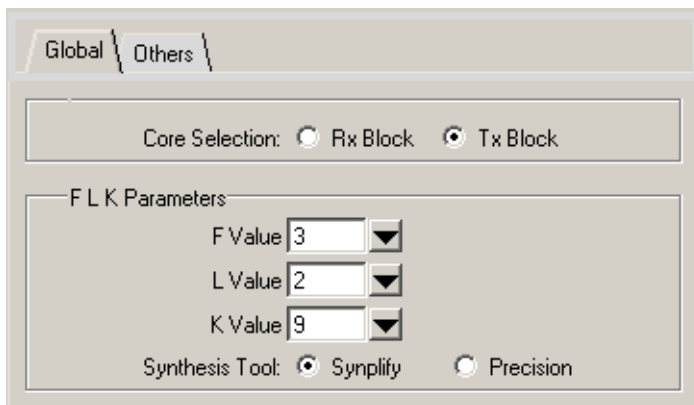 Global Others
Core Selection: Rx Block Tx Block
F L K Parameters
F Value 3
L Value 2
K Value 9
Synthesis Tool: Synplify Precision